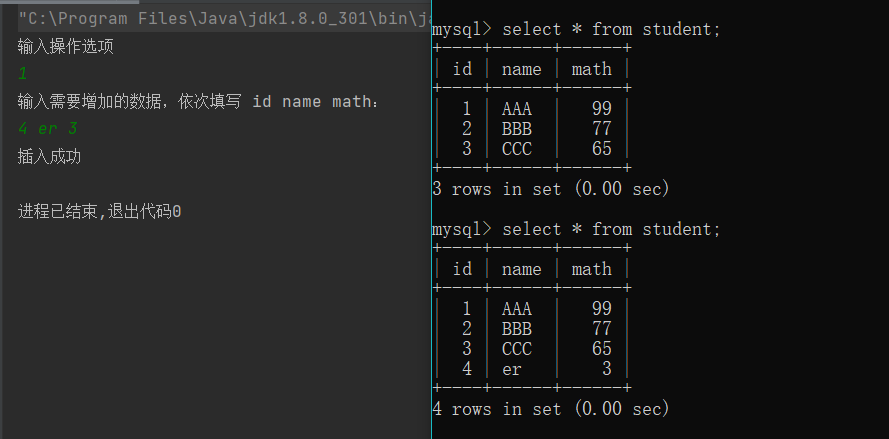 "C:\Program Files\Java\jdk1.8.0_301\bin\ja
输入操作选项
1
输入需要增加的数据，依次填写 id name math：
4 er 3
插入成功
进程已结束,退出代码0
mysql> select * from student;
+----+------+------+
| id | name | math |
+----+------+------+
|  1 | AAA  |   99 |
|  2 | BBB  |   77 |
|  3 | CCC  |   65 |
+----+------+------+
3 rows in set (0.00 sec)
mysql> select * from student;
+----+------+------+
| id | name | math |
+----+------+------+
|  1 | AAA  |   99 |
|  2 | BBB  |   77 |
|  3 | CCC  |   65 |
|  4 | er   |    3 |
+----+------+------+
4 rows in set (0.00 sec)